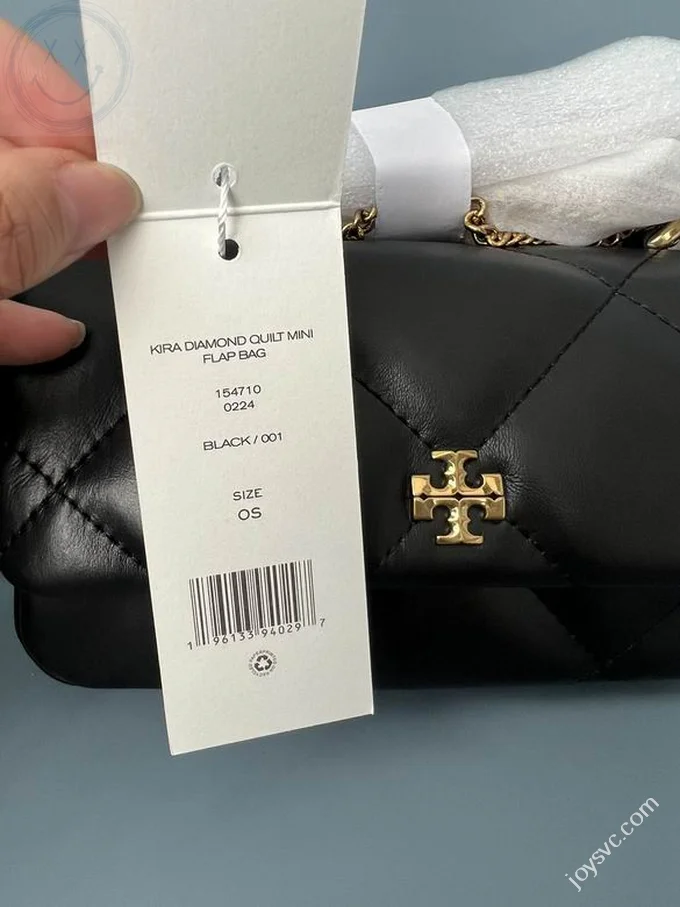 KIRA DIAMOND QUILT MINI
FLAP BAG
154710
0224
BLACK / 001
SIZE
OS
1 96133 94029 7
joysvc.com